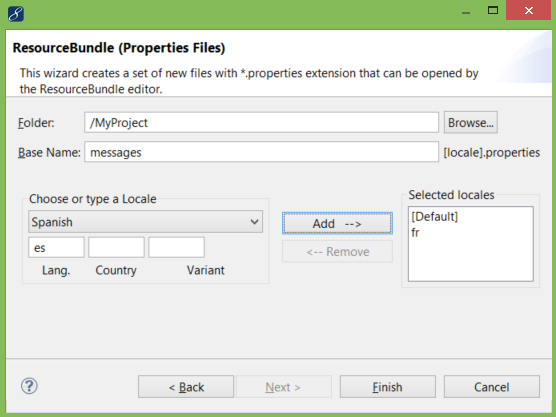 ResourceBundle (Properties Files)
This wizard creates a set of new files with *.properties extension that can be opened by
the ResourceBundle editor.
Folder: /MyProject Browse...
Base Name: messages [locale].properties
Choose or type a Locale
Spanish
es
Lang. Country Variant
Add -->
<-- Remove
Selected locales
[Default]
fr
? < Back Next > Finish Cancel